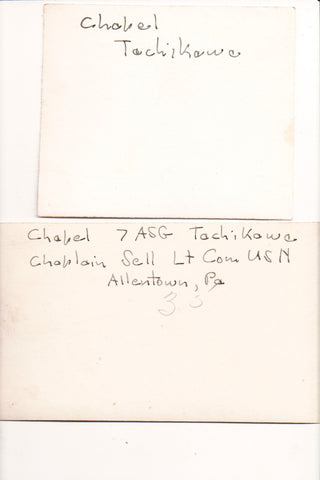 Chapel
Tachikawa
Chapel 7 ASG Tachikawa
Chaplain Sell Lt Com USN
Allentown, Pa
33